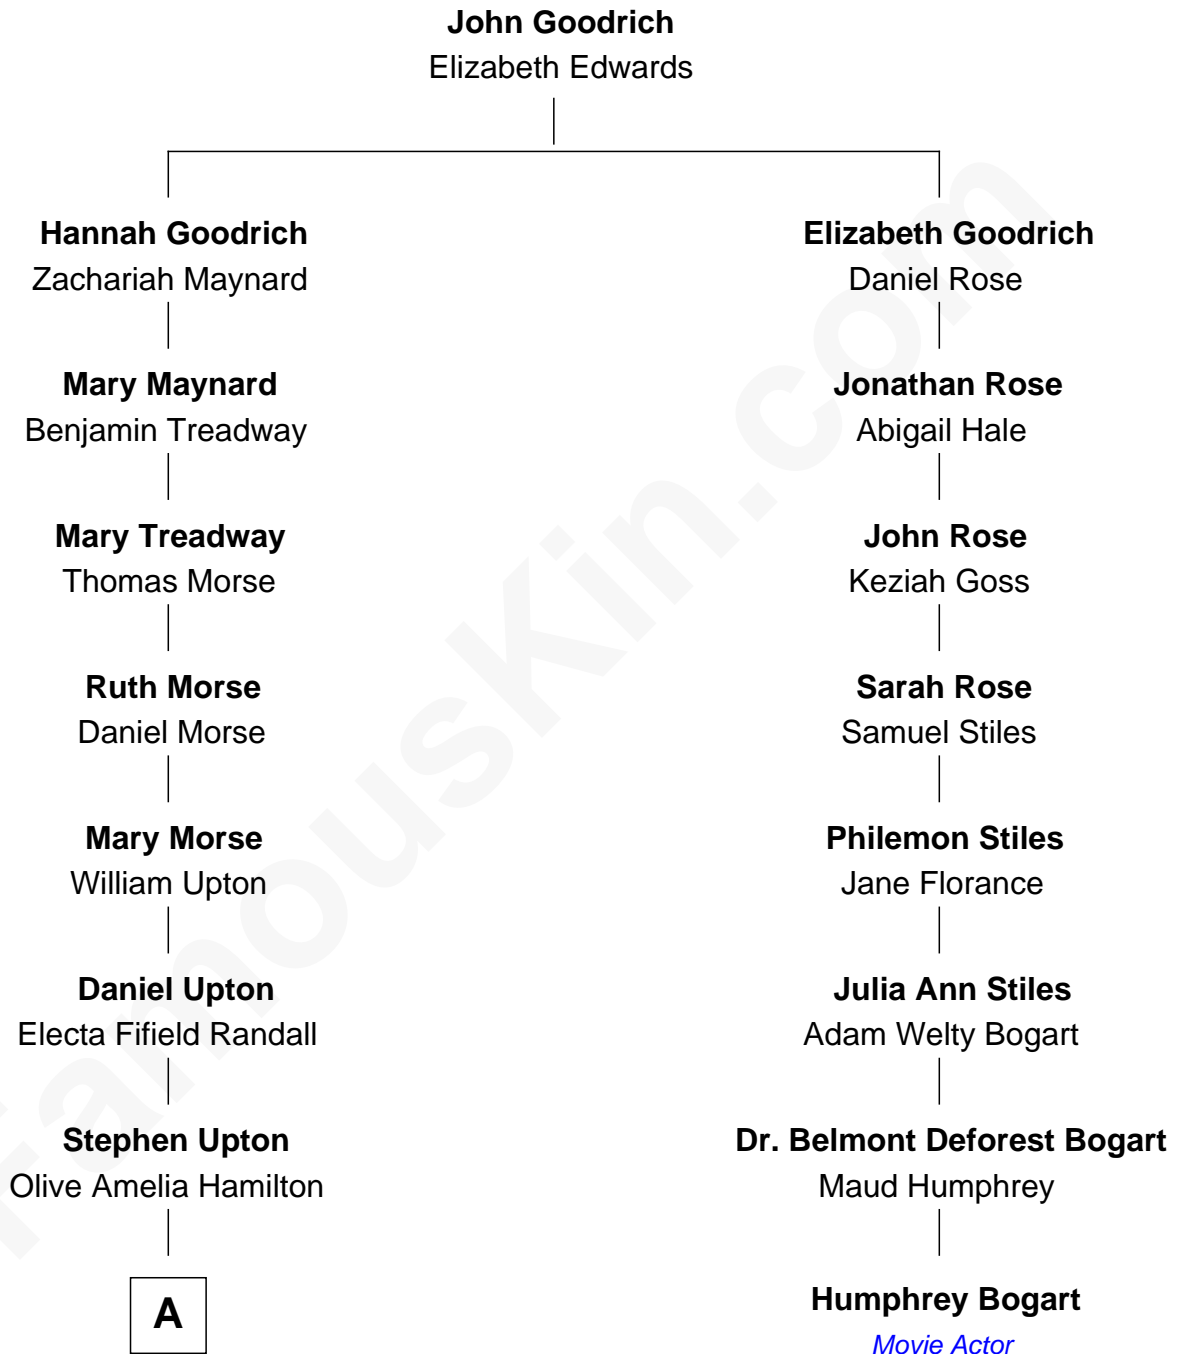 John Goodrich
Elizabeth Edwards
Hannah Goodrich
Zachariah Maynard
Mary Maynard
Benjamin Treadway
Mary Treadway
Thomas Morse
Ruth Morse
Daniel Morse
Mary Morse
William Upton
Daniel Upton
Electa Fifield Randall
Stephen Upton
Olive Amelia Hamilton
A
Elizabeth Goodrich
Daniel Rose
Jonathan Rose
Abigail Hale
John Rose
Keziah Goss
Sarah Rose
Samuel Stiles
Philemon Stiles
Jane Florance
Julia Ann Stiles
Adam Welty Bogart
Dr. Belmont Deforest Bogart
Maud Humphrey
Humphrey Bogart
Movie Actor
FamousKin.com